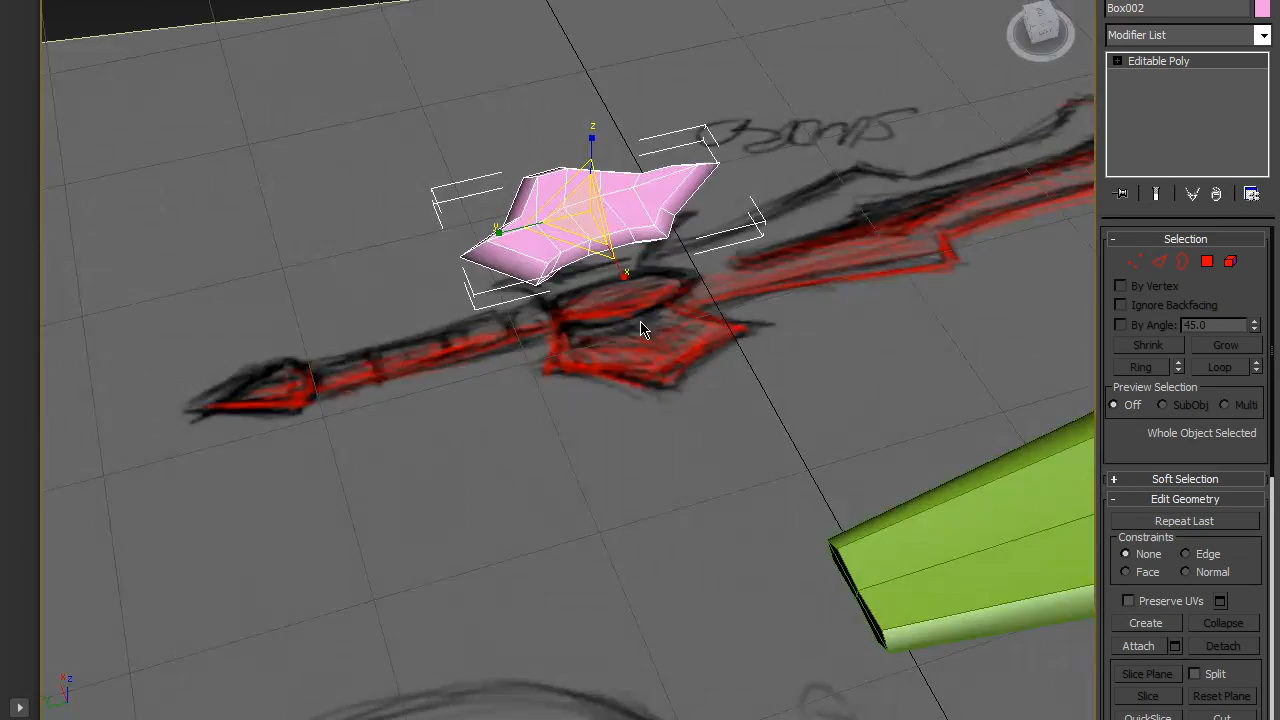 Box002
Modifier List
Editable Poly
z
y
x
- Selection
By Vertex
Ignore Backfacing
By Angle: 45.0
Shrink Grow
Ring Loop
Preview Selection
Off SubObj Multi
Whole Object Selected
+ Soft Selection
- Edit Geometry
Repeat Last
Constraints
None Edge
Face Normal
Preserve UVs
Create Collapse
Attach Detach
Slice Plane Split
Slice Reset Plane
QuickSlice Cut
x z